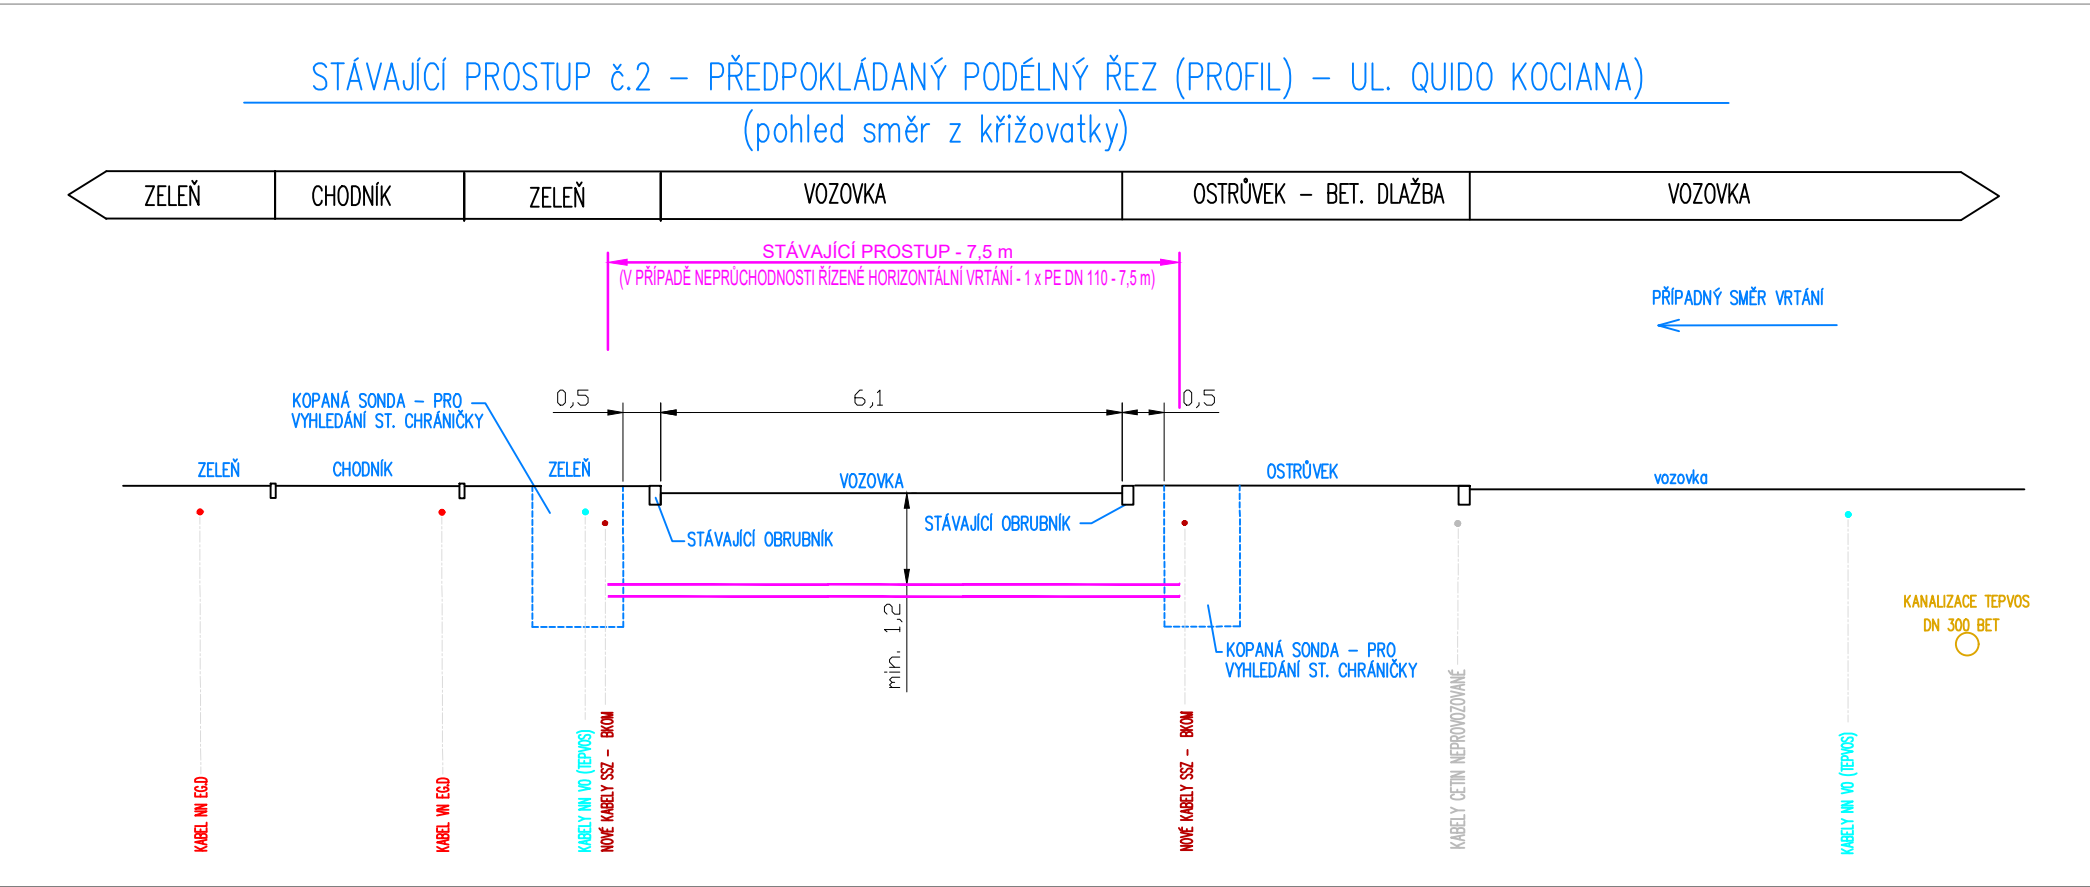 STÁVAJÍCÍ PROSTUP č.2 – PŘEDPOKLÁDANÝ PODÉLNÝ ŘEZ (PROFIL) – UL. QUIDO KOCIANA)
(pohled směr z křižovatky)
ZELEŇ
CHODNÍK
ZELEŇ
VOZOVKA
OSTRŮVEK – BET. DLAŽBA
VOZOVKA
STÁVAJÍCÍ PROSTUP - 7,5 m
(V PŘÍPADĚ NEPRŮCHODNOSTI ŘÍZENÉ HORIZONTÁLNÍ VRTÁNÍ - 1 x PE DN 110 - 7,5 m)
PŘÍPADNÝ SMĚR VRTÁNÍ
KOPANÁ SONDA – PRO
VYHLEDÁNÍ ST. CHRÁNIČKY
0,5
6,1
0,5
ZELEŇ
CHODNÍK
ZELEŇ
VOZOVKA
OSTRŮVEK
vozovka
STÁVAJÍCÍ OBRUBNÍK
STÁVAJÍCÍ OBRUBNÍK
min. 1,2
KANALIZACE TEPVOS
DN 300 BET
KOPANÁ SONDA – PRO
VYHLEDÁNÍ ST. CHRÁNIČKY
KABEL NN EG.D
KABEL VN EG.D
KABELY NN VO (TEPVOS)
NOVÉ KABELY SSZ – BKOM
NOVÉ KABELY SSZ – BKOM
KABELY CETIN NEPROVOZOVANÉ
KABELY NN VO (TEPVOS)